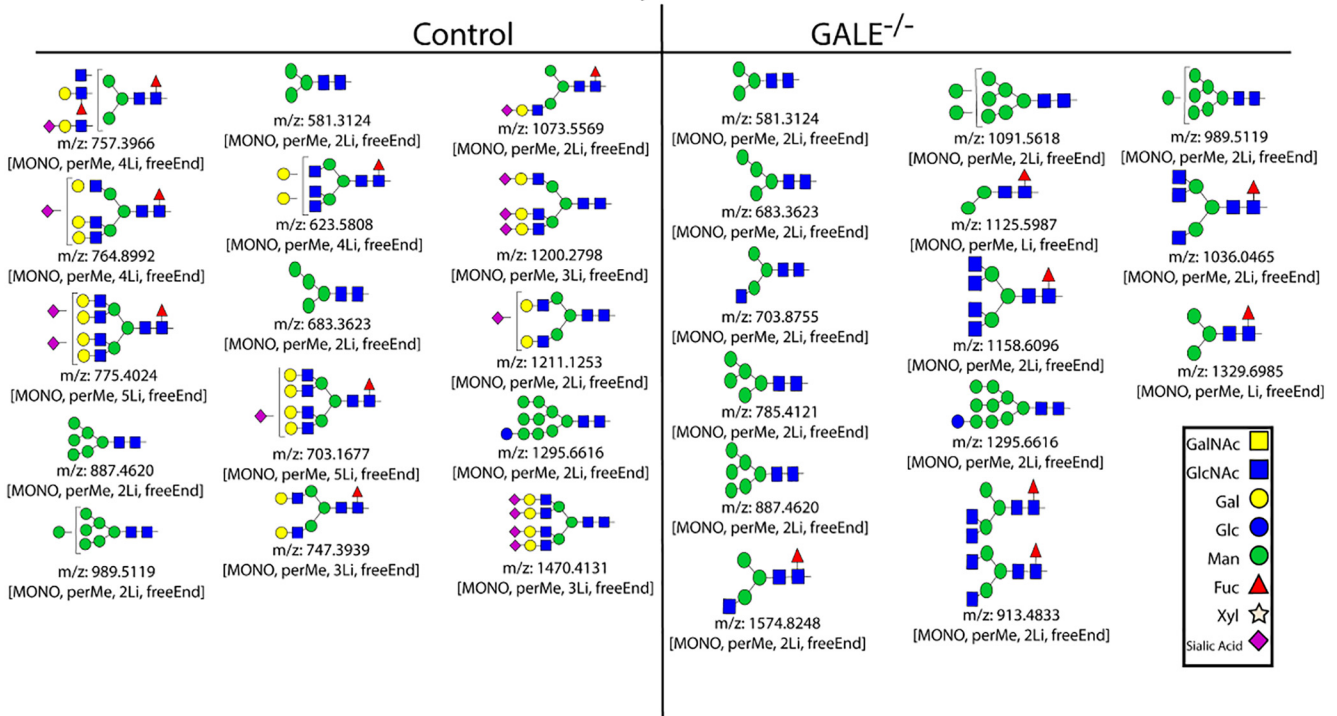 Control
GALE-/-
m/z: 757.3966
[MONO, perMe, 4Li, freeEnd]
m/z: 764.8992
[MONO, perMe, 4Li, freeEnd]
m/z: 775.4024
[MONO, perMe, 5Li, freeEnd]
m/z: 887.4620
[MONO, perMe, 2Li, freeEnd]
m/z: 989.5119
[MONO, perMe, 2Li, freeEnd]
m/z: 581.3124
[MONO, perMe, 2Li, freeEnd]
m/z: 623.5808
[MONO, perMe, 4Li, freeEnd]
m/z: 683.3623
[MONO, perMe, 2Li, freeEnd]
m/z: 703.1677
[MONO, perMe, 5Li, freeEnd]
m/z: 747.3939
[MONO, perMe, 3Li, freeEnd]
m/z: 1073.5569
[MONO, perMe, 2Li, freeEnd]
m/z: 1200.2798
[MONO, perMe, 3Li, freeEnd]
m/z: 1211.1253
[MONO, perMe, 2Li, freeEnd]
m/z: 1295.6616
[MONO, perMe, 2Li, freeEnd]
m/z: 1470.4131
[MONO, perMe, 3Li, freeEnd]
m/z: 581.3124
[MONO, perMe, 2Li, freeEnd]
m/z: 683.3623
[MONO, perMe, 2Li, freeEnd]
m/z: 703.8755
[MONO, perMe, 2Li, freeEnd]
m/z: 785.4121
[MONO, perMe, 2Li, freeEnd]
m/z: 887.4620
[MONO, perMe, 2Li, freeEnd]
m/z: 1574.8248
[MONO, perMe, 2Li, freeEnd]
m/z: 1091.5618
[MONO, perMe, 2Li, freeEnd]
m/z: 1125.5987
[MONO, perMe, Li, freeEnd]
m/z: 1158.6096
[MONO, perMe, 2Li, freeEnd]
m/z: 1295.6616
[MONO, perMe, 2Li, freeEnd]
m/z: 913.4833
[MONO, perMe, 2Li, freeEnd]
m/z: 989.5119
[MONO, perMe, 2Li, freeEnd]
m/z: 1036.0465
[MONO, perMe, 2Li, freeEnd]
m/z: 1329.6985
[MONO, perMe, Li, freeEnd]
GalNAc
GlcNAc
Gal
Glc
Man
Fuc
Xyl
Sialic Acid